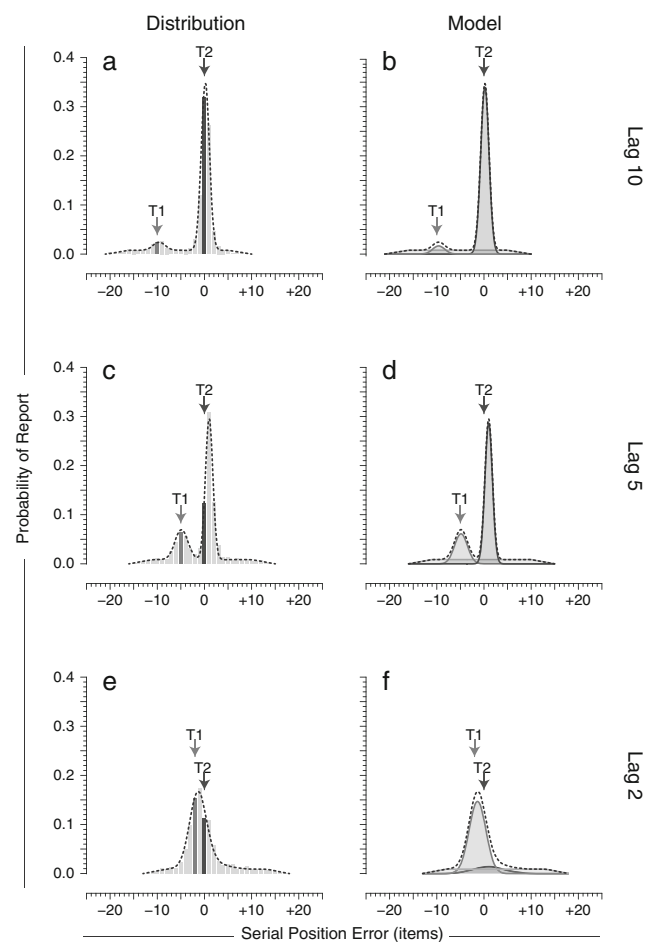 Distribution
Model
a
T2
T1
0.4
0.3
0.2
0.1
0.0
−20 −10 0 +10 +20
b
T2
T1
−20 −10 0 +10 +20
Lag 10
c
T2
T1
0.4
0.3
0.2
0.1
0.0
−20 −10 0 +10 +20
d
T2
T1
−20 −10 0 +10 +20
Lag 5
Probability of Report
e
T1
T2
0.4
0.3
0.2
0.1
0.0
−20 −10 0 +10 +20
f
T1
T2
−20 −10 0 +10 +20
Lag 2
Serial Position Error (items)